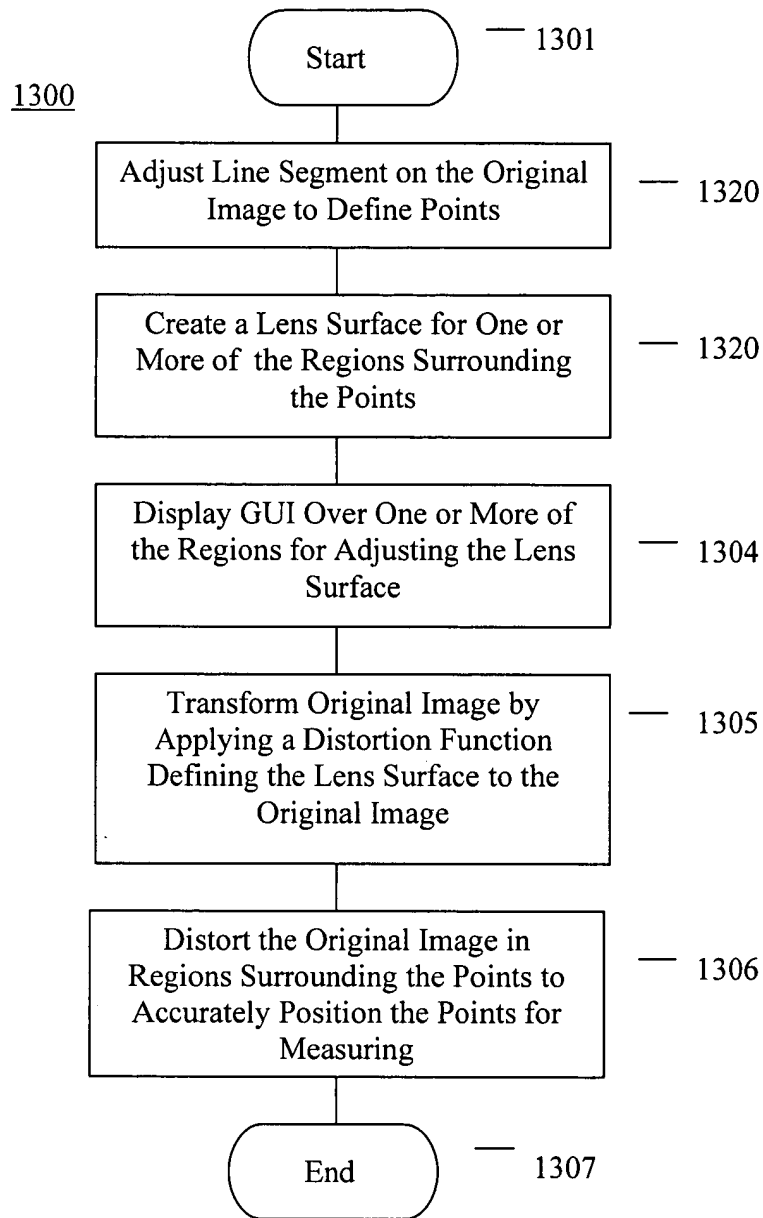 1300
Start
1301
Adjust Line Segment on the Original
Image to Define Points
1320
Create a Lens Surface for One or
More of the Regions Surrounding
the Points
1320
Display GUI Over One or More of
the Regions for Adjusting the Lens
Surface
1304
Transform Original Image by
Applying a Distortion Function
Defining the Lens Surface to the
Original Image
1305
Distort the Original Image in
Regions Surrounding the Points to
Accurately Position the Points for
Measuring
1306
End
1307